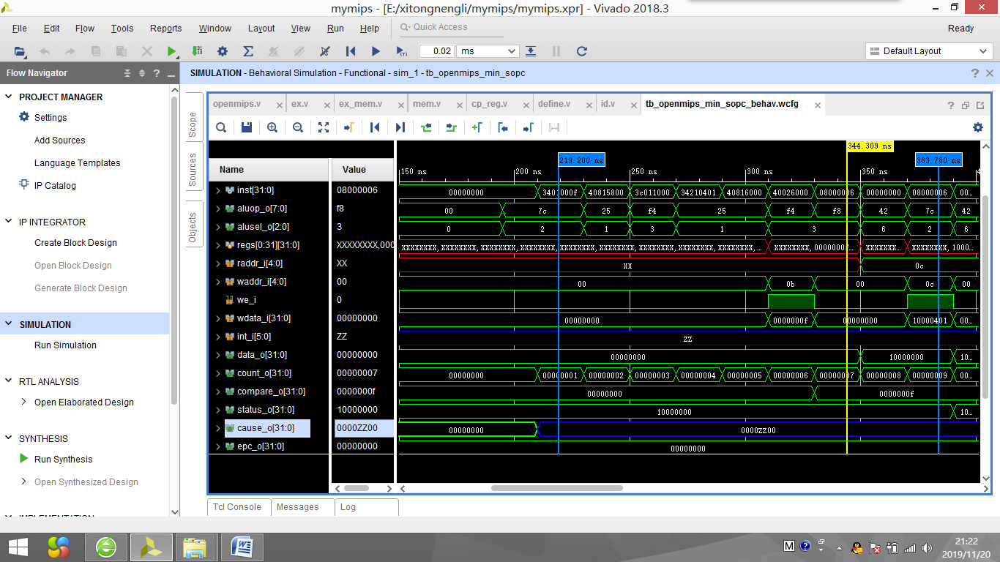 mymips - [E:/xitongnengli/mymips/mymips.xpr] - Vivado 2018.3
File Edit Flow Tools Reports Window Layout View Run Help Quick Access Ready
0.02 ms Default Layout
Flow Navigator
SIMULATION - Behavioral Simulation - Functional - sim_1 - tb_openmips_min_sopc
PROJECT MANAGER
Settings
Add Sources
Language Templates
IP Catalog
IP INTEGRATOR
Create Block Design
Open Block Design
Generate Block Design
SIMULATION
Run Simulation
RTL ANALYSIS
Open Elaborated Design
SYNTHESIS
Run Synthesis
Open Synthesized Design
IMPLEMENTATION
Scope
Sources
Objects
openmips.v ex.v ex_mem.v mem.v cp_reg.v define.v id.v tb_openmips_min_sopc_behav.wcfg
344.309 ns
219.200 ns 383.780 ns
Name Value 150 ns 200 ns 250 ns 300 ns 350 ns
inst[31:0] 08000006 00000000 3401000f 40815800 3c011000 34210401 40816000 40026000 08000006 00000000 08000006 00...
aluop_o[7:0] f8 00 7c 25 f4 25 f4 f8 42 7c 42
alusel_o[2:0] 3 0 2 1 3 1 3 6 2 6
regs[0:31][31:0] XXXXXXXX,000 XXXXXXXX,XXXXXXXX,XXXXXXXX,XXXXXXXX,XXXXXXXX,XXXXXXXX,XXXXXXXX,XXXXXXXX,XXXXXXXX,... XXXXXXXX,0000000f... XXXXXXX... XXXXXXXX,1000...
raddr_i[4:0] XX XX 0c
waddr_i[4:0] 00 00 0b 00 0c 00
we_i 0
wdata_i[31:0] 00000000 00000000 0000000f 00000000 10000401 00...
int_i[5:0] ZZ ZZ
data_o[31:0] 00000000 00000000 10000000 10...
count_o[31:0] 00000007 00000000 00000001 00000002 00000003 00000004 00000005 00000006 00000007 00000008 00000009 00...
compare_o[31:0] 0000000f 00000000 0000000f
status_o[31:0] 10000000 10000000 10...
cause_o[31:0] 0000ZZ00 00000000 0000ZZ00
epc_o[31:0] 00000000 00000000
Tcl Console Messages Log
M
21:22
2019/11/20